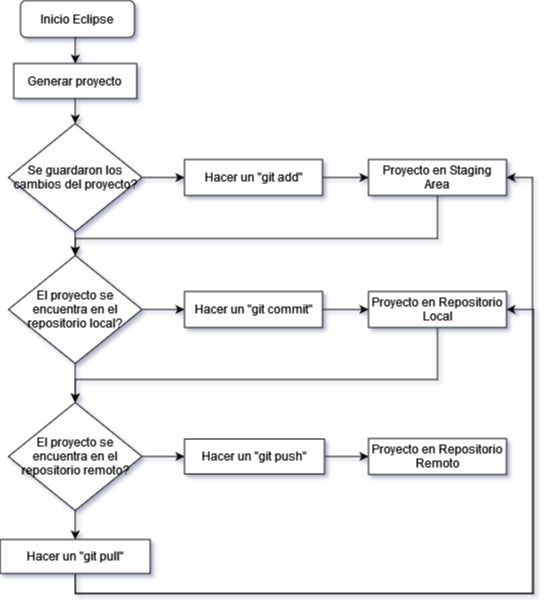 Inicio Eclipse
Generar proyecto
Se guardaron los
cambios del proyecto?
Hacer un "git add"
Proyecto en Staging
Area
El proyecto se
encuentra en el
repositorio local?
Hacer un "git commit"
Proyecto en Repositorio
Local
El proyecto se
encuentra en el
repositorio remoto?
Hacer un "git push"
Proyecto en Repositorio
Remoto
Hacer un "git pull"